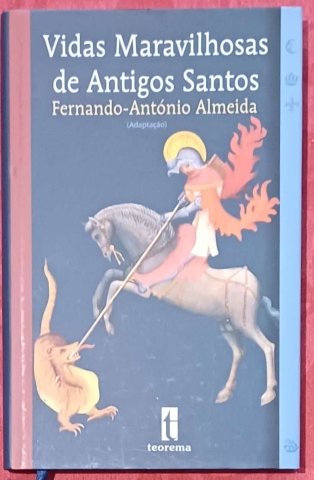 Vidas Maravilhosas
de Antigos Santos
Fernando-António Almeida
(Adaptação)
t
teorema